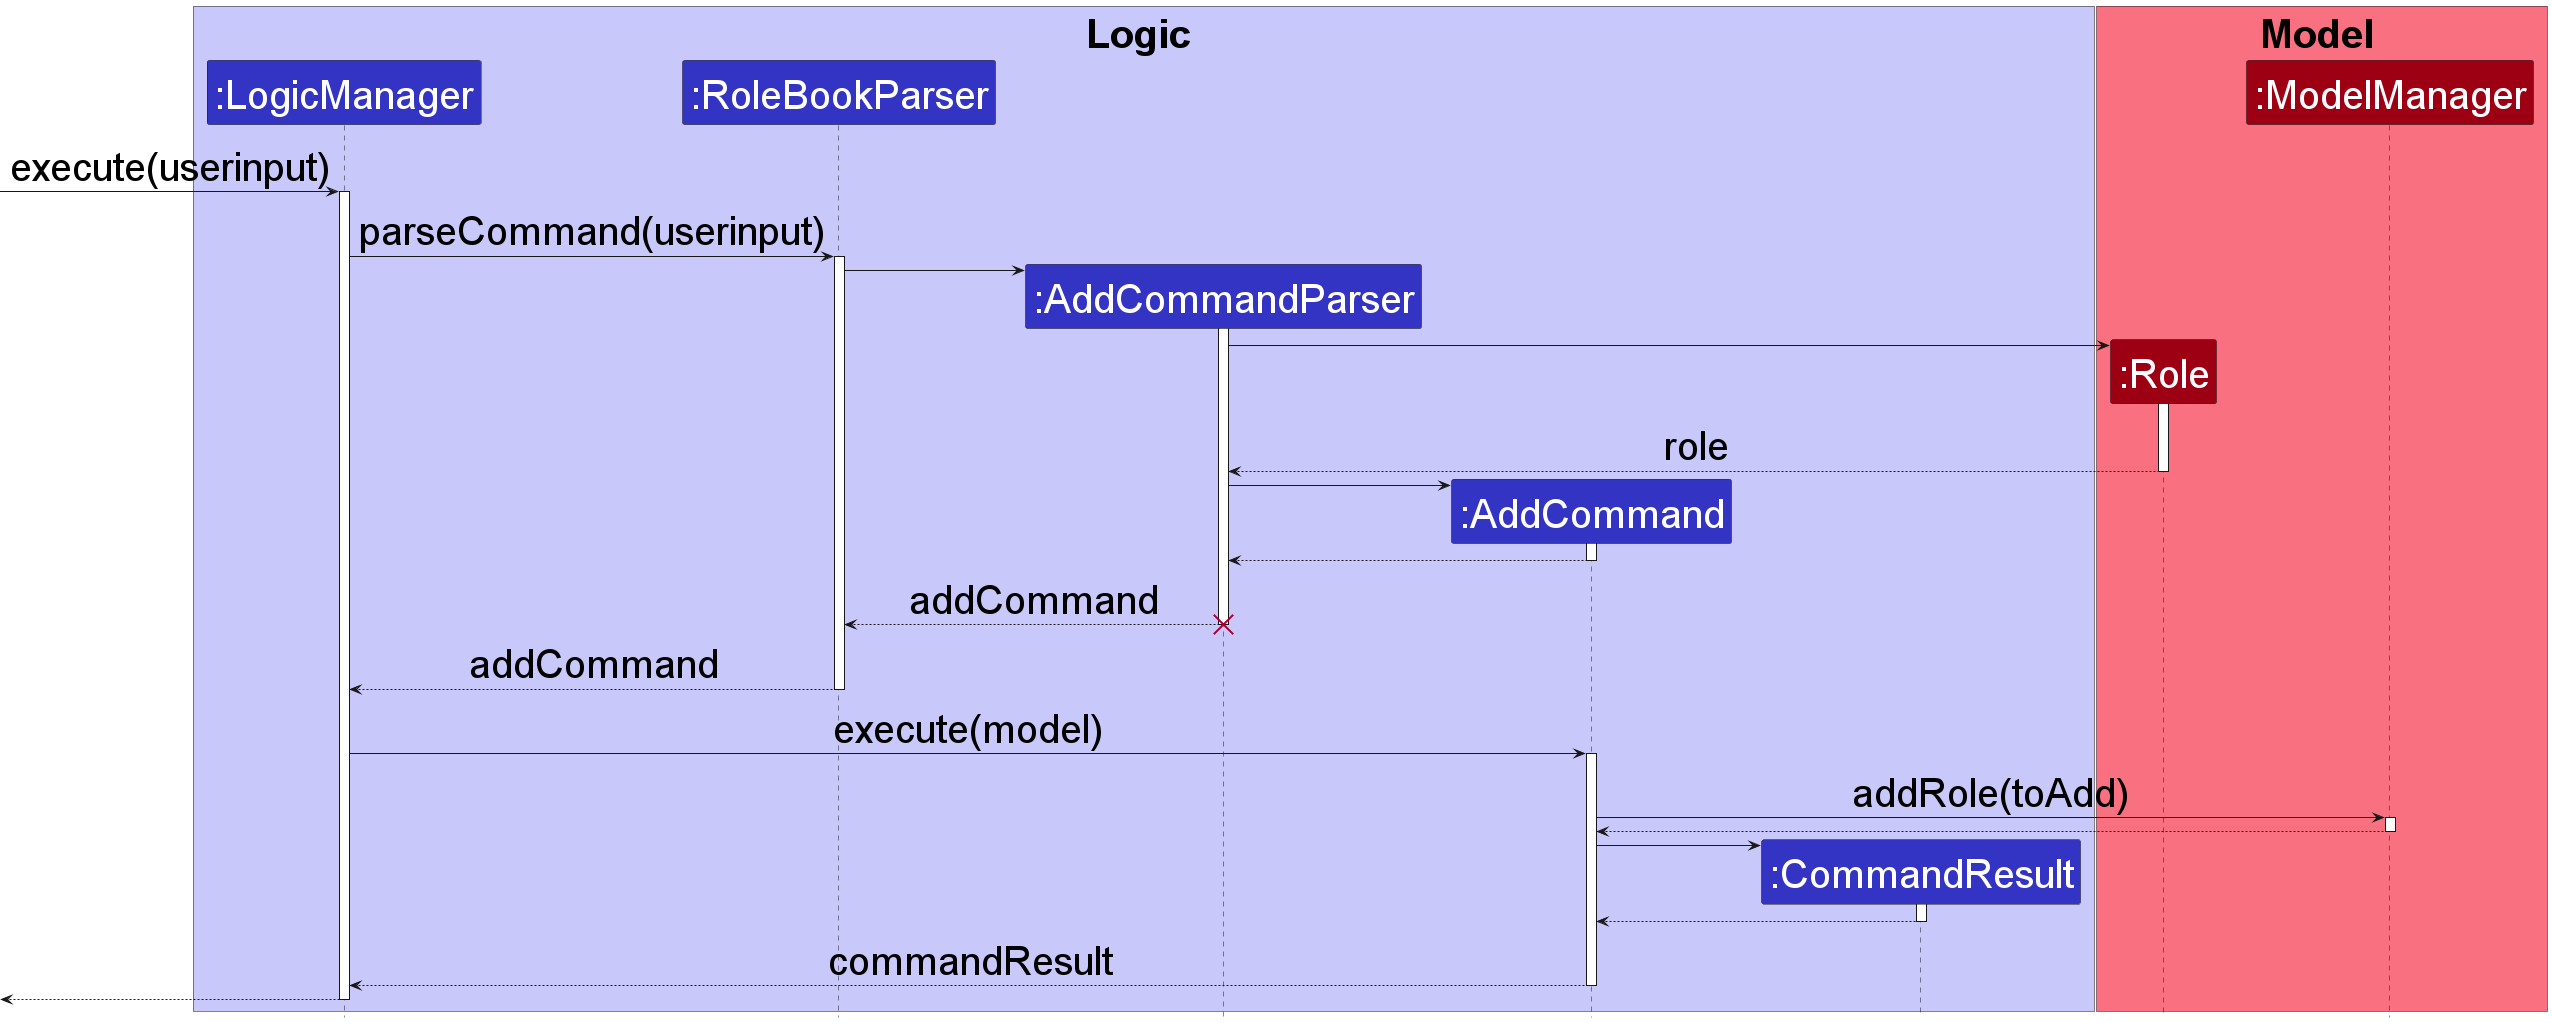 Logic
Model
:LogicManager
:RoleBookParser
:ModelManager
execute(userinput)
parseCommand(userinput)
:AddCommandParser
:Role
role
:AddCommand
addCommand
addCommand
execute(model)
addRole(toAdd)
:CommandResult
commandResult